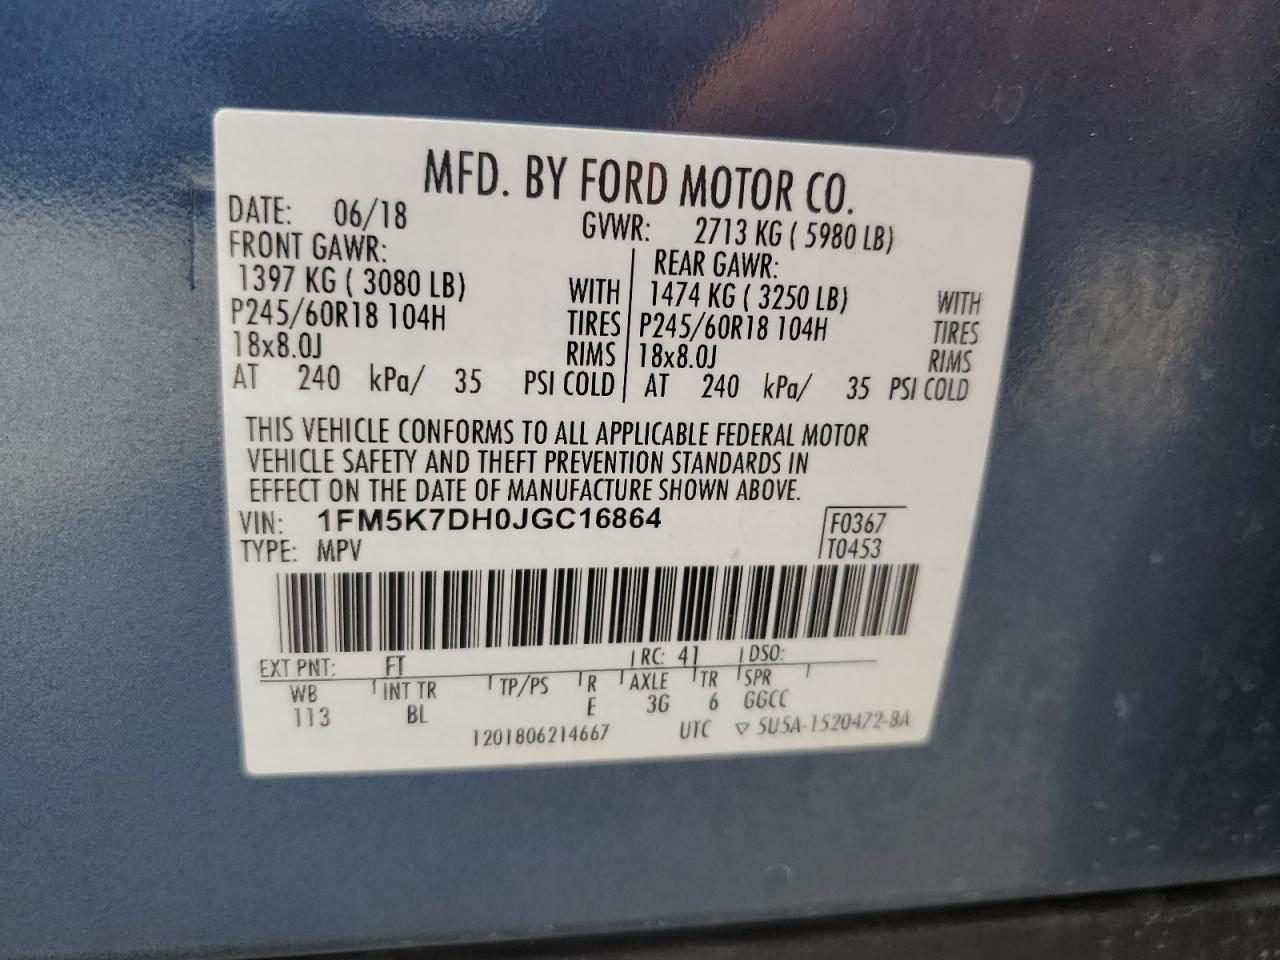 MFD. BY FORD MOTOR CO.
DATE: 06/18 GVWR: 2713 KG ( 5980 LB)
FRONT GAWR: REAR GAWR:
1397 KG ( 3080 LB) WITH 1474 KG ( 3250 LB) WITH
P245/60R18 104H TIRES P245/60R18 104H TIRES
18x8.0J RIMS 18x8.0J RIMS
AT 240 kPa/ 35 PSI COLD AT 240 kPa/ 35 PSI COLD
THIS VEHICLE CONFORMS TO ALL APPLICABLE FEDERAL MOTOR
VEHICLE SAFETY AND THEFT PREVENTION STANDARDS IN
EFFECT ON THE DATE OF MANUFACTURE SHOWN ABOVE.
VIN: 1FM5K7DH0JGC16864 F0367
TYPE: MPV T0453
EXT PNT: FT RC: 41 DSO:
WB INT TR TP/PS R AXLE TR SPR
113 BL E 3G 6 GGCC
1201806214667 UTC ▽ 5U5A-1520472-BA